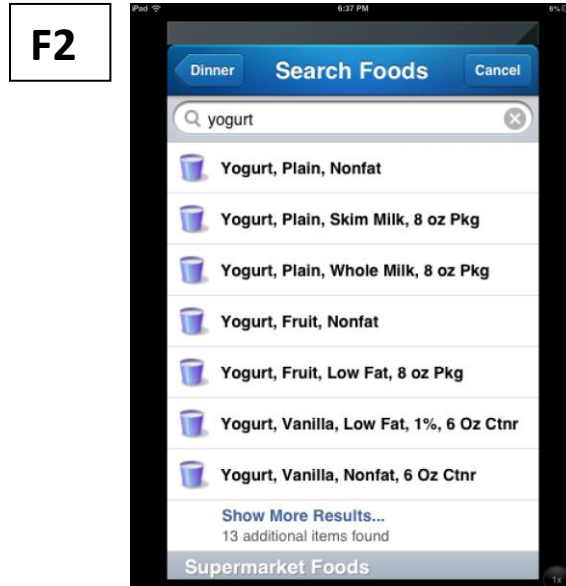 F2
iPad 6:37 PM 6%
Dinner Search Foods Cancel
yogurt
Yogurt, Plain, Nonfat
Yogurt, Plain, Skim Milk, 8 oz Pkg
Yogurt, Plain, Whole Milk, 8 oz Pkg
Yogurt, Fruit, Nonfat
Yogurt, Fruit, Low Fat, 8 oz Pkg
Yogurt, Vanilla, Low Fat, 1%, 6 Oz Ctnr
Yogurt, Vanilla, Nonfat, 6 Oz Ctnr
Show More Results...
13 additional items found
Supermarket Foods
1x